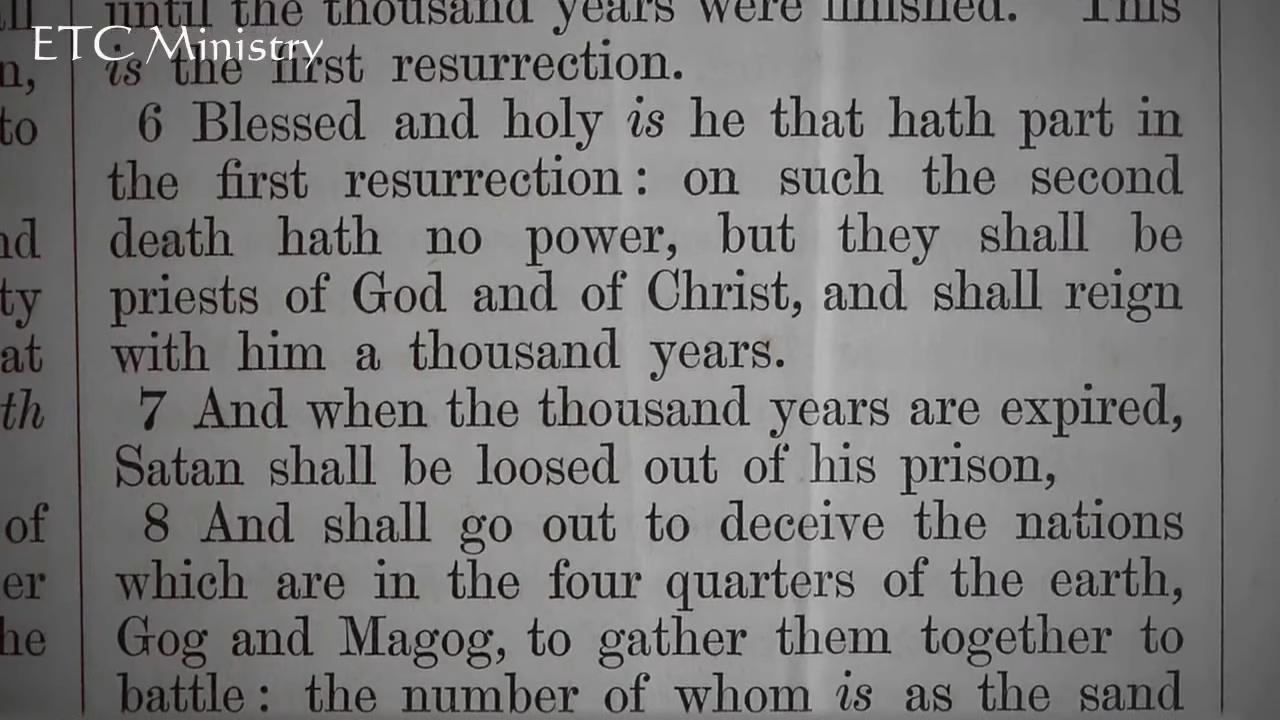 ETC Ministry
until the thousand years were finished. This
is the first resurrection.
6 Blessed and holy is he that hath part in
the first resurrection: on such the second
death hath no power, but they shall be
priests of God and of Christ, and shall reign
with him a thousand years.
7 And when the thousand years are expired,
Satan shall be loosed out of his prison,
8 And shall go out to deceive the nations
which are in the four quarters of the earth,
Gog and Magog, to gather them together to
battle: the number of whom is as the sand